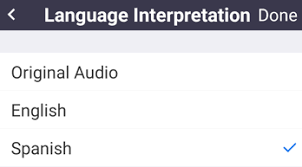 Language Interpretation Done
Original Audio
English
Spanish